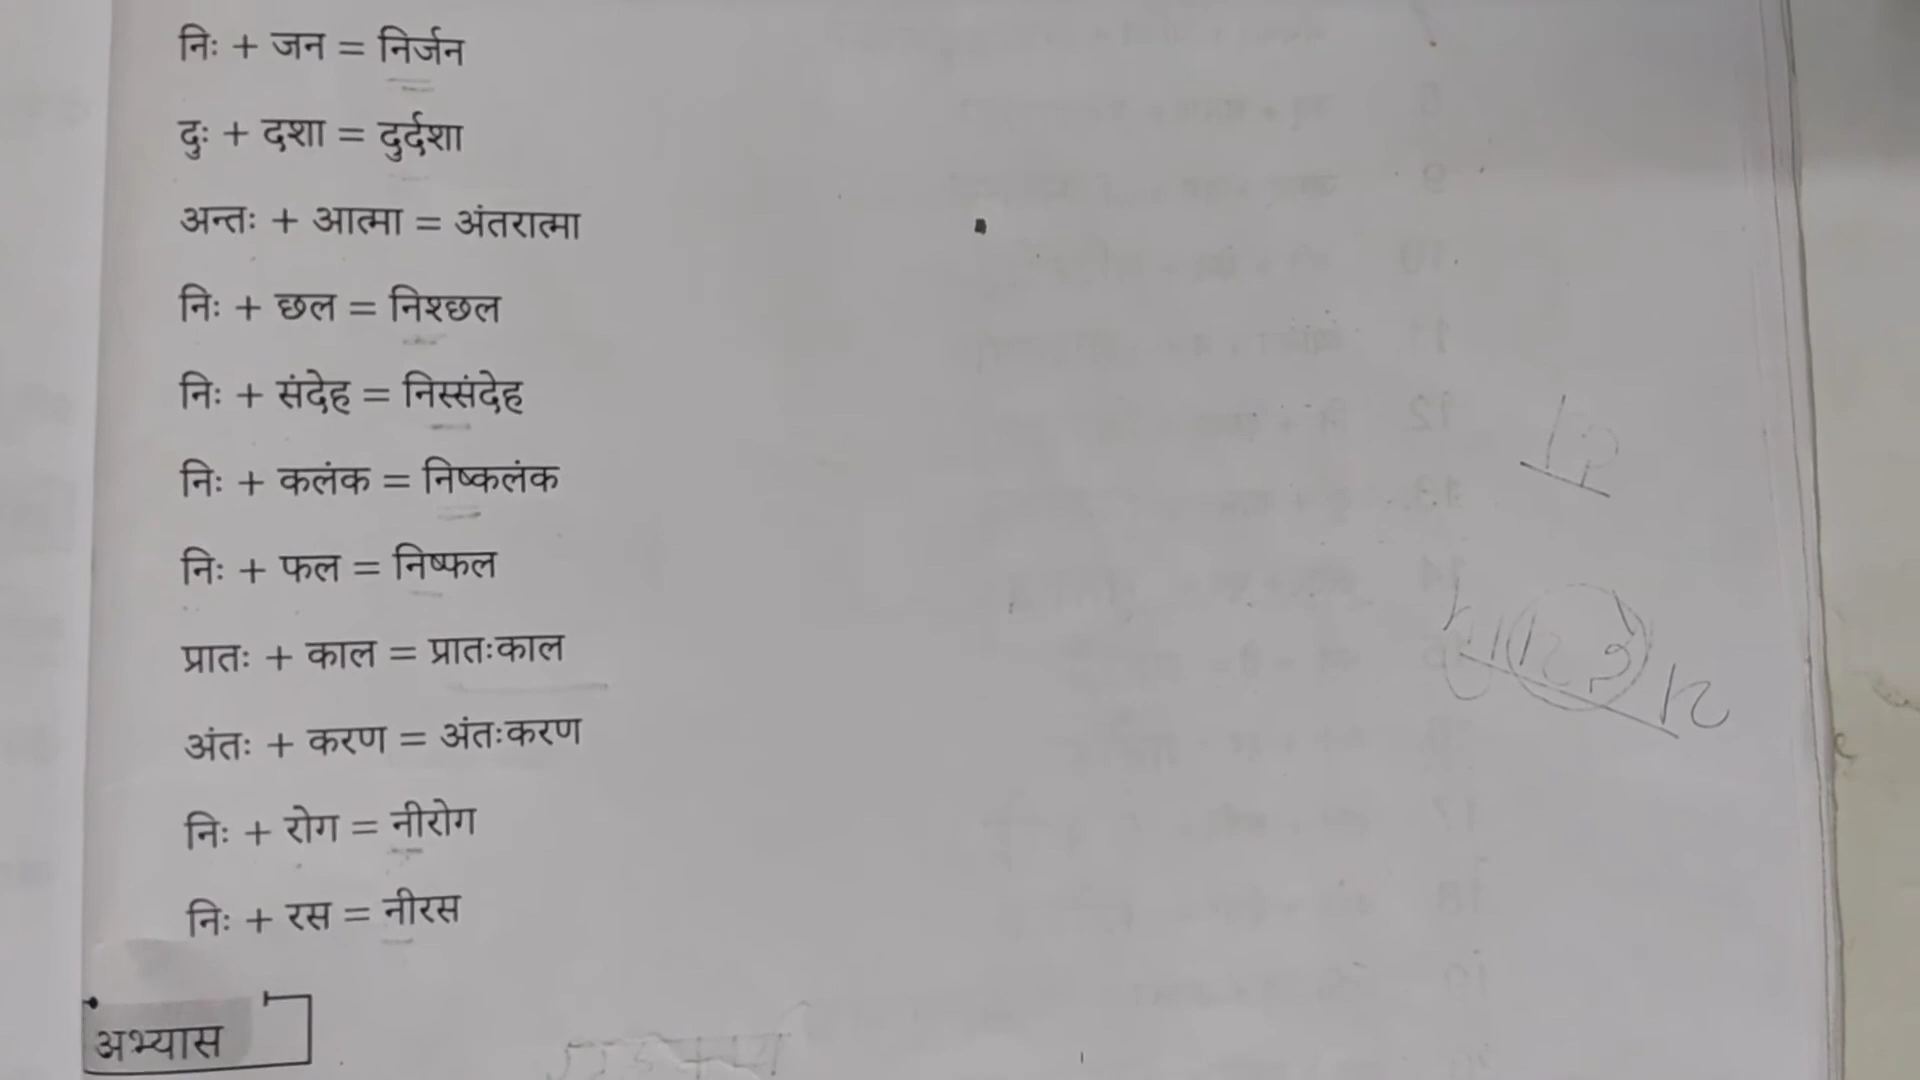 निः + जन = निर्जन
दुः + दशा = दुर्दशा
अन्तः + आत्मा = अंतरात्मा
निः + छल = निश्छल
निः + संदेह = निस्संदेह
निः + कलंक = निष्कलंक
निः + फल = निष्फल
प्रातः + काल = प्रातःकाल
अंतः + करण = अंतःकरण
निः + रोग = नीरोग
निः + रस = नीरस
अभ्यास